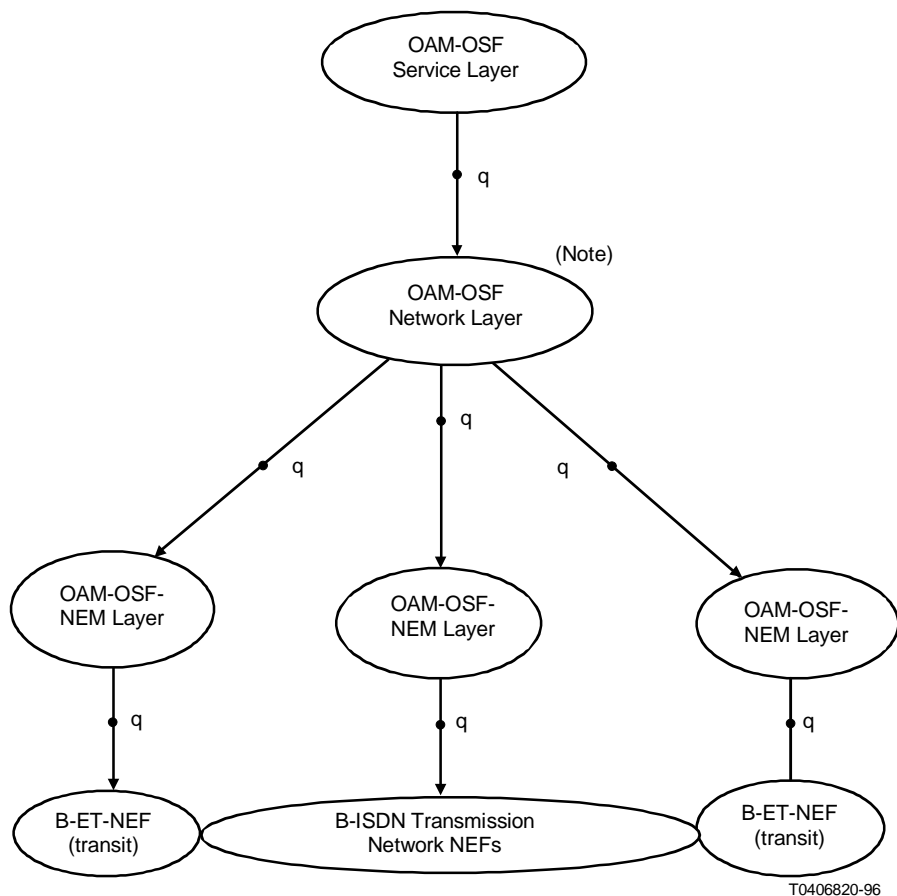 OAM-OSF
Service Layer
q
(Note)
OAM-OSF
Network Layer
q
q
q
OAM-OSF-
NEM Layer
OAM-OSF-
NEM Layer
OAM-OSF-
NEM Layer
q
q
q
B-ET-NEF
(transit)
B-ISDN Transmission
Network NEFs
B-ET-NEF
(transit)
T0406820-96